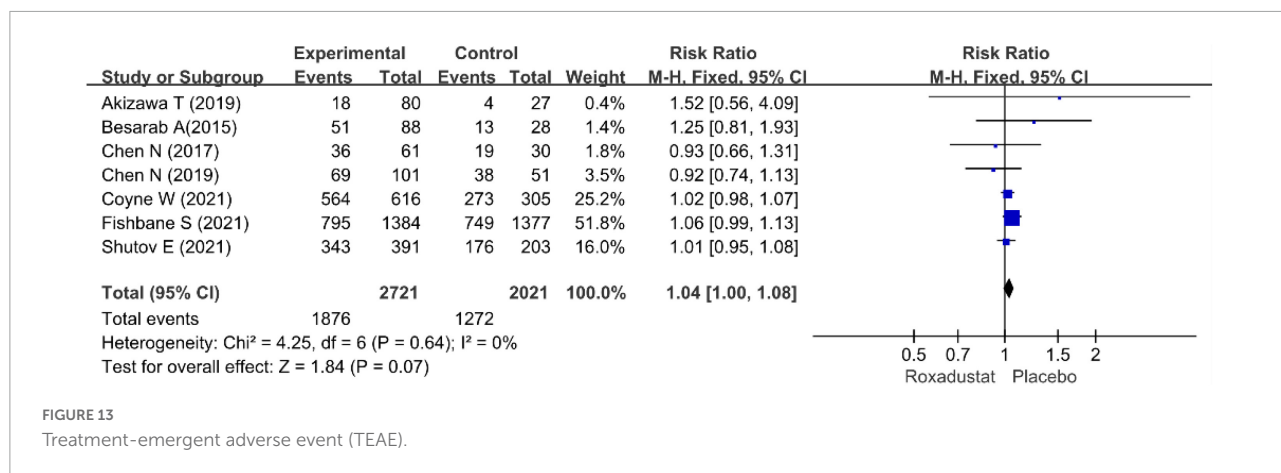 Experimental Control Risk Ratio Risk Ratio
Study or Subgroup Events Total Events Total Weight M-H. Fixed. 95% CI M-H. Fixed. 95% CI
Akizawa T (2019) 18 80 4 27 0.4% 1.52 [0.56, 4.09]
Besarab A(2015) 51 88 13 28 1.4% 1.25 [0.81, 1.93]
Chen N (2017) 36 61 19 30 1.8% 0.93 [0.66, 1.31]
Chen N (2019) 69 101 38 51 3.5% 0.92 [0.74, 1.13]
Coyne W (2021) 564 616 273 305 25.2% 1.02 [0.98, 1.07]
Fishbane S (2021) 795 1384 749 1377 51.8% 1.06 [0.99, 1.13]
Shutov E (2021) 343 391 176 203 16.0% 1.01 [0.95, 1.08]
Total (95% CI) 2721 2021 100.0% 1.04 [1.00, 1.08]
Total events 1876 1272
Heterogeneity: Chi² = 4.25, df = 6 (P = 0.64); I² = 0%
Test for overall effect: Z = 1.84 (P = 0.07)
0.5 0.7 1 1.5 2
Roxadustat Placebo
FIGURE 13
Treatment-emergent adverse event (TEAE).